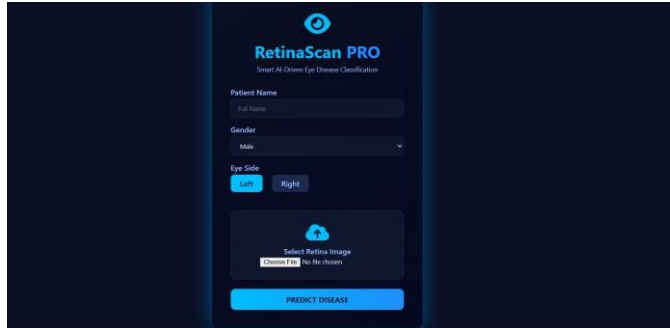 RetinaScan PRO
Smart AI-Driven Eye Disease Classification
Patient Name
Full Name
Gender
Male
Eye Side
Left Right
Select Retina Image
Choose File No file chosen
PREDICT DISEASE